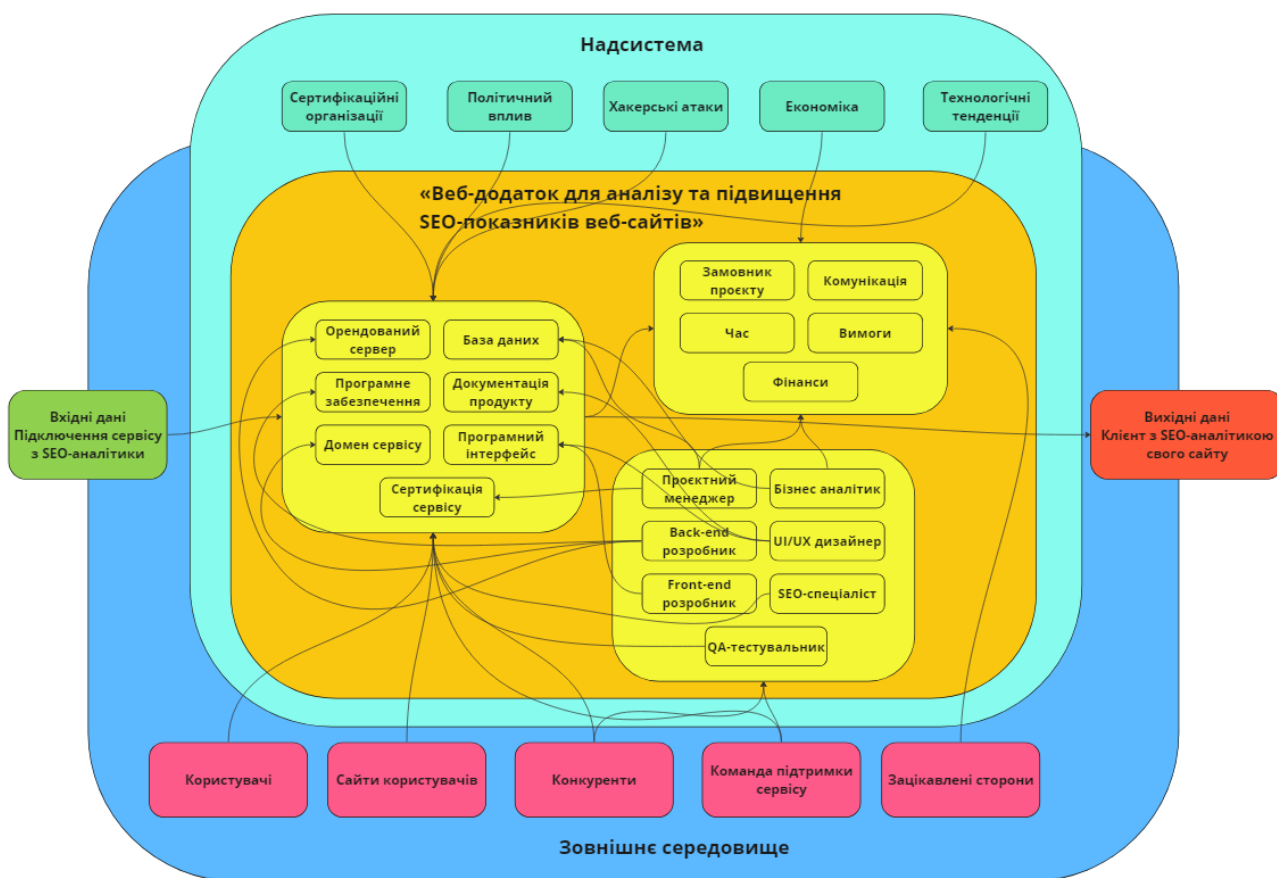 Надсистема
Сертифікаційні
організації
Політичний
вплив
Хакерські атаки
Економіка
Технологічні
тенденції
«Веб-додаток для аналізу та підвищення
SEO-показників веб-сайтів»
Замовник
проєкту
Комунікація
Час
Вимоги
Фінанси
Орендований
сервер
База даних
Програмне
забезпечення
Документація
продукту
Домен сервісу
Програмний
інтерфейс
Сертифікація
сервісу
Вхідні дані
Підключення сервісу
з SEO-аналітики
Вихідні дані
Клієнт з SEO-аналітикою
свого сайту
Проєктний
менеджер
Бізнес аналітик
Back-end
розробник
UI/UX дизайнер
Front-end
розробник
SEO-спеціаліст
QA-тестувальник
Користувачі
Сайти користувачів
Конкуренти
Команда підтримки
сервісу
Зацікавлені сторони
Зовнішнє середовище